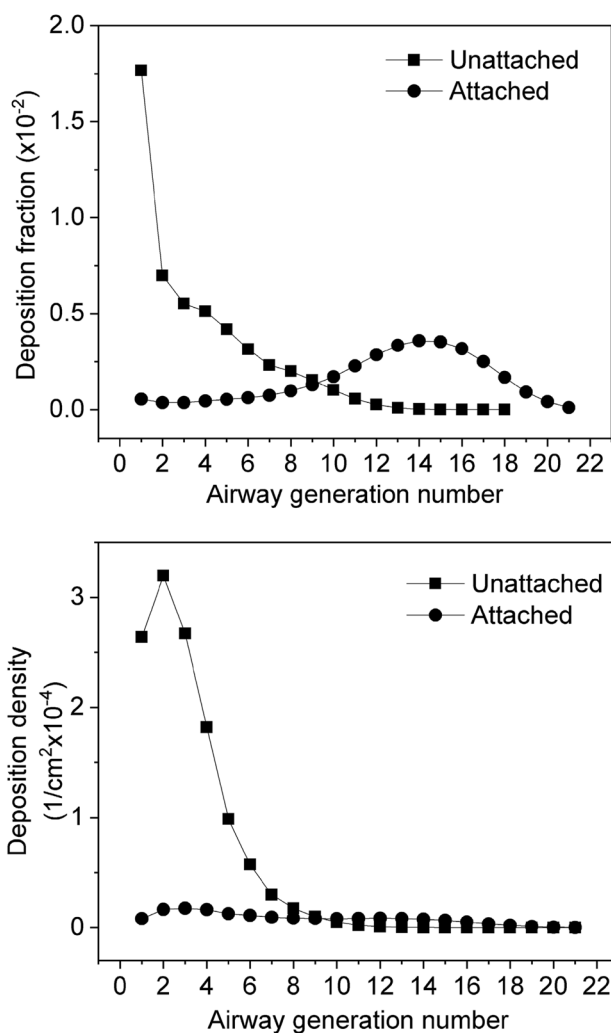 2.0
1.5
1.0
0.5
0.0
Deposition fraction (x10⁻²)
Unattached
Attached
0 2 4 6 8 10 12 14 16 18 20 22
Airway generation number
3
2
1
0
Deposition density
(1/cm²x10⁻⁴)
Unattached
Attached
0 2 4 6 8 10 12 14 16 18 20 22
Airway generation number